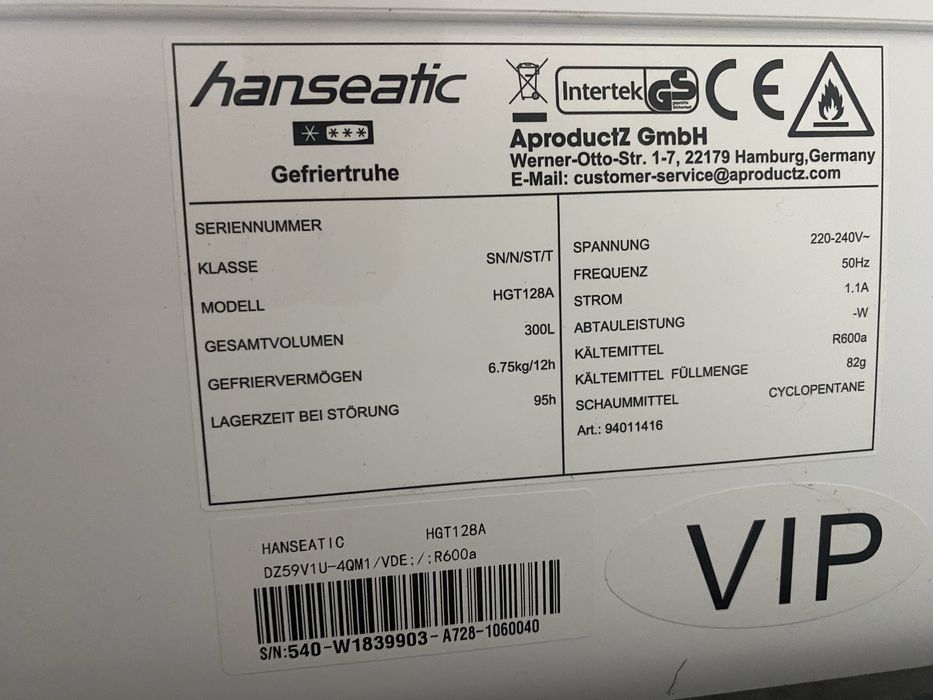 hanseatic
Gefriertruhe
Intertek GS geprüfte Sicherheit CE
AproductZ GmbH
Werner-Otto-Str. 1-7, 22179 Hamburg,Germany
E-Mail: customer-service@aproductz.com
SERIENNUMMER
KLASSE SN/N/ST/T
MODELL HGT128A
GESAMTVOLUMEN 300L
GEFRIERVERMÖGEN 6.75kg/12h
LAGERZEIT BEI STÖRUNG 95h
SPANNUNG 220-240V~
FREQUENZ 50Hz
STROM 1.1A
ABTAULEISTUNG -W
KÄLTEMITTEL R600a
KÄLTEMITTEL FÜLLMENGE 82g
SCHAUMMITTEL CYCLOPENTANE
Art.: 94011416
HANSEATIC HGT128A
DZ59V1U-4QM1/VDE;/;R600a
S/N:540-W1839903-A728-1060040
VIP